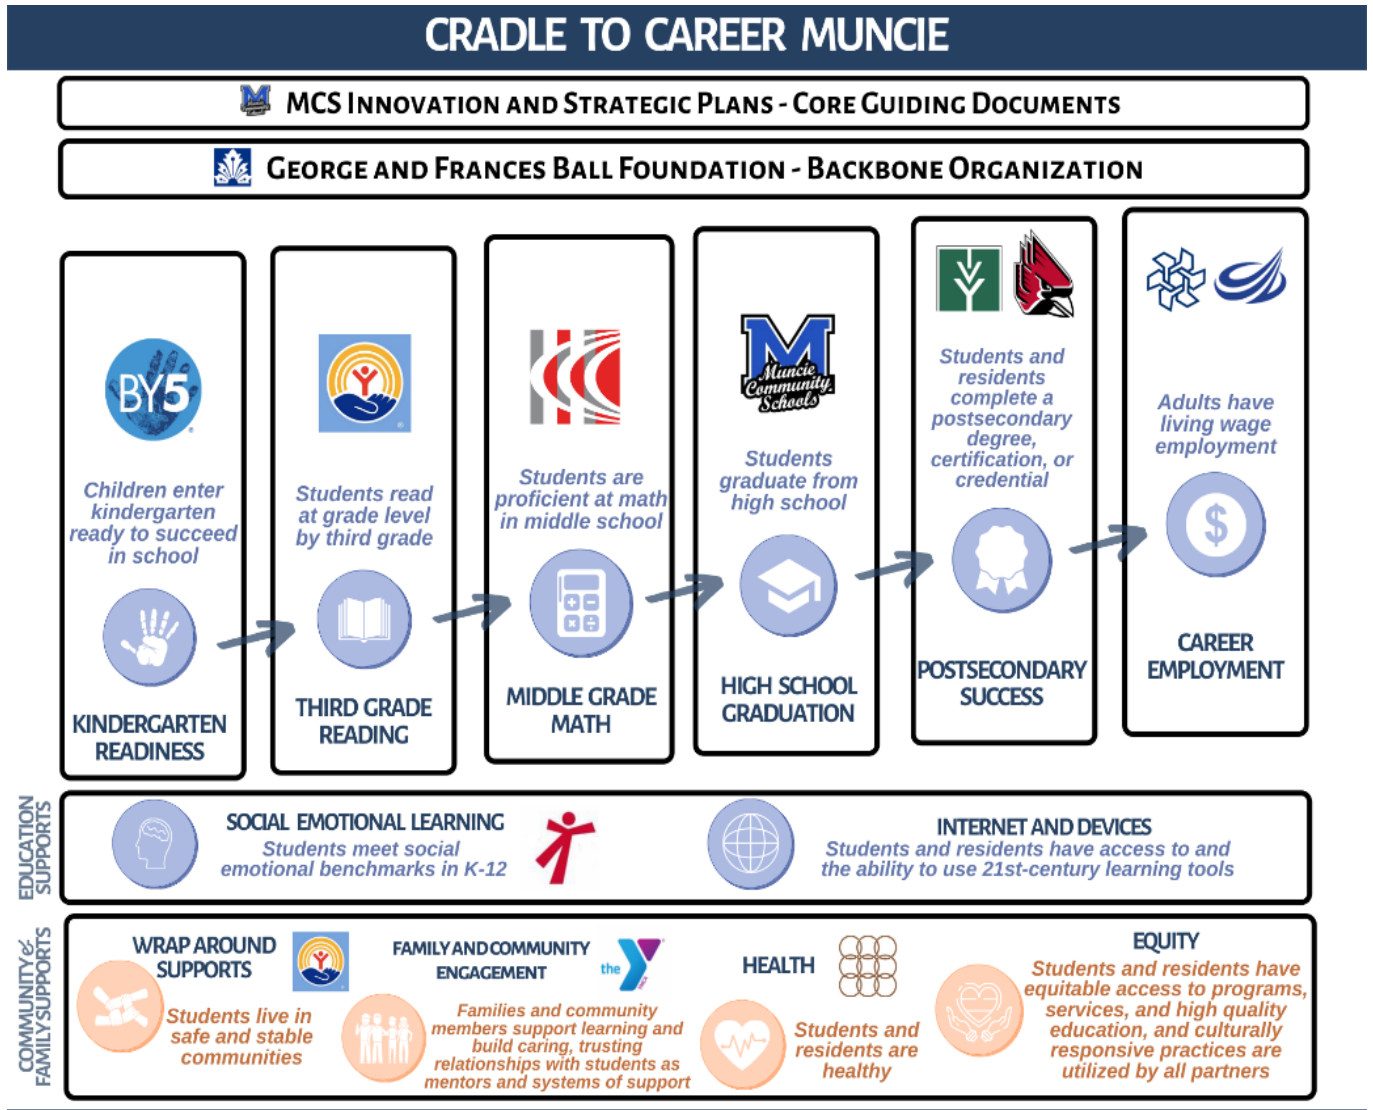 CRADLE TO CAREER MUNCIE
MCS INNOVATION AND STRATEGIC PLANS - CORE GUIDING DOCUMENTS
GEORGE AND FRANCES BALL FOUNDATION - BACKBONE ORGANIZATION
BY5
Children enter
kindergarten
ready to succeed
in school
KINDERGARTEN
READINESS
Students read
at grade level
by third grade
THIRD GRADE
READING
Students are
proficient at math
in middle school
MIDDLE GRADE
MATH
M
Muncie
Community
Schools
Students
graduate from
high school
HIGH SCHOOL
GRADUATION
Students and
residents
complete a
postsecondary
degree,
certification, or
credential
POSTSECONDARY
SUCCESS
Adults have
living wage
employment
$
CAREER
EMPLOYMENT
EDUCATION
SUPPORTS
SOCIAL EMOTIONAL LEARNING
Students meet social
emotional benchmarks in K-12
INTERNET AND DEVICES
Students and residents have access to and
the ability to use 21st-century learning tools
COMMUNITY &
FAMILY SUPPORTS
WRAP AROUND
SUPPORTS
Students live in
safe and stable
communities
FAMILY AND COMMUNITY
ENGAGEMENT
the Y
Families and community
members support learning and
build caring, trusting
relationships with students as
mentors and systems of support
HEALTH
Students and
residents are
healthy
EQUITY
Students and residents have
equitable access to programs,
services, and high quality
education, and culturally
responsive practices are
utilized by all partners